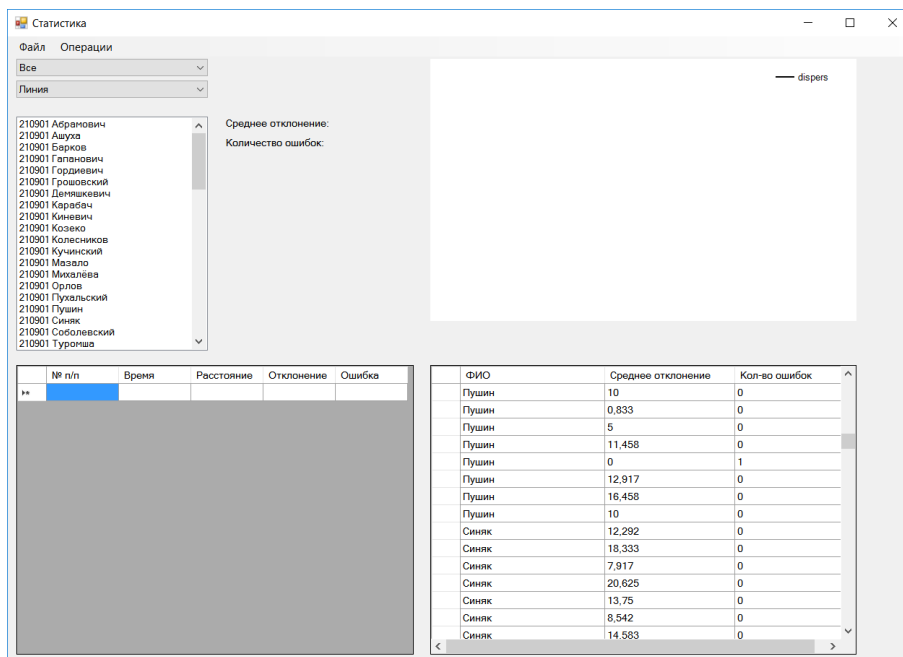 Статистика
Файл Операции
Все
Линия
dispers
210901 Абрамович
210901 Ашуха
210901 Барков
210901 Гапанович
210901 Гордиевич
210901 Грошовский
210901 Демяшкевич
210901 Карабач
210901 Киневич
210901 Козеко
210901 Колесников
210901 Кучинский
210901 Мазало
210901 Михалёва
210901 Орлов
210901 Пухальский
210901 Пушин
210901 Синяк
210901 Соболевский
210901 Туромша
Среднее отклонение:
Количество ошибок:
№ п/п Время Расстояние Отклонение Ошибка
ФИО Среднее отклонение Кол-во ошибок
Пушин 10 0
Пушин 0,833 0
Пушин 5 0
Пушин 11,458 0
Пушин 0 1
Пушин 12,917 0
Пушин 16,458 0
Пушин 10 0
Синяк 12,292 0
Синяк 18,333 0
Синяк 7,917 0
Синяк 20,625 0
Синяк 13,75 0
Синяк 8,542 0
Синяк 14,583 0